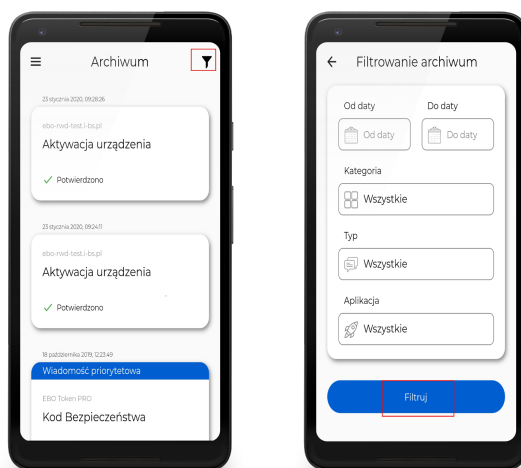 Archiwum
23 stycznia 2020, 09:28:26
ebo-rwd-test.i-bs.pl
Aktywacja urządzenia
Potwierdzono
23 stycznia 2020, 09:24:11
ebo-rwd-test.i-bs.pl
Aktywacja urządzenia
Potwierdzono
18 października 2019, 12:23:49
Wiadomość priorytetowa
EBO Token PRO
Kod Bezpieczeństwa
Filtrowanie archiwum
Od daty Do daty
Od daty Do daty
Kategoria
Wszystkie
Typ
Wszystkie
Aplikacja
Wszystkie
Filtruj